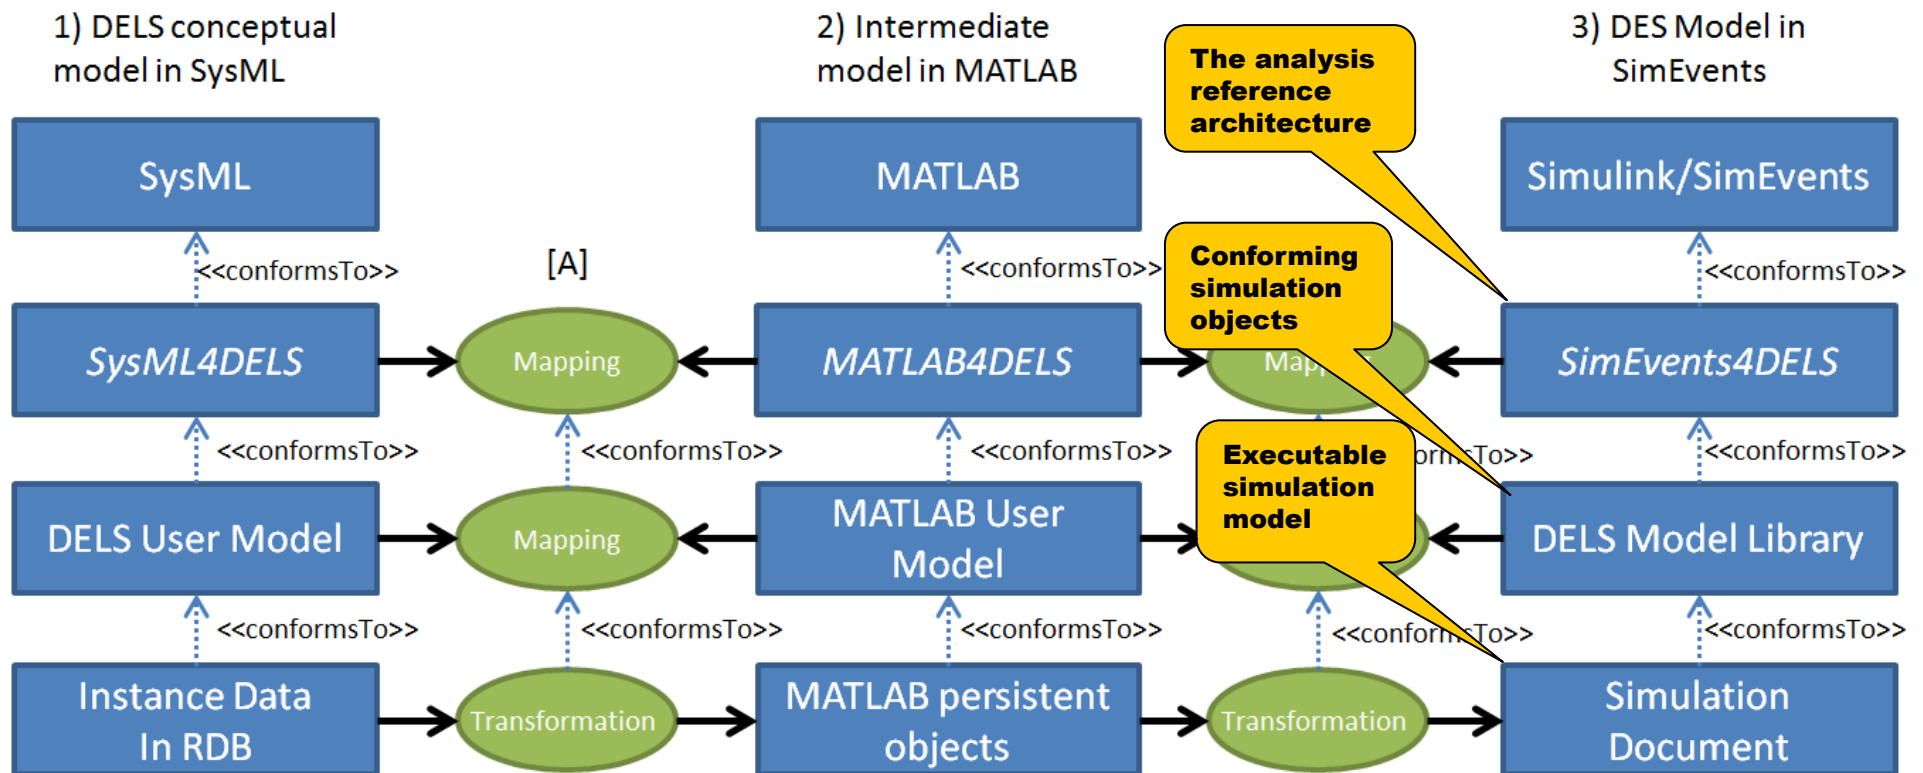 1) DELS conceptual
model in SysML
2) Intermediate
model in MATLAB
3) DES Model in
SimEvents
The analysis
reference
architecture
SysML
MATLAB
Simulink/SimEvents
<<conformsTo>>
[A]
<<conformsTo>>
Conforming
simulation
objects
<<conformsTo>>
SysML4DELS
Mapping
MATLAB4DELS
SimEvents4DELS
<<conformsTo>>
<<conformsTo>>
<<conformsTo>>
Executable
simulation
model
<<conformsTo>>
DELS User Model
Mapping
MATLAB User
Model
DELS Model Library
<<conformsTo>>
<<conformsTo>>
<<conformsTo>>
<<conformsTo>>
<<conformsTo>>
Instance Data
In RDB
Transformation
MATLAB persistent
objects
Transformation
Simulation
Document